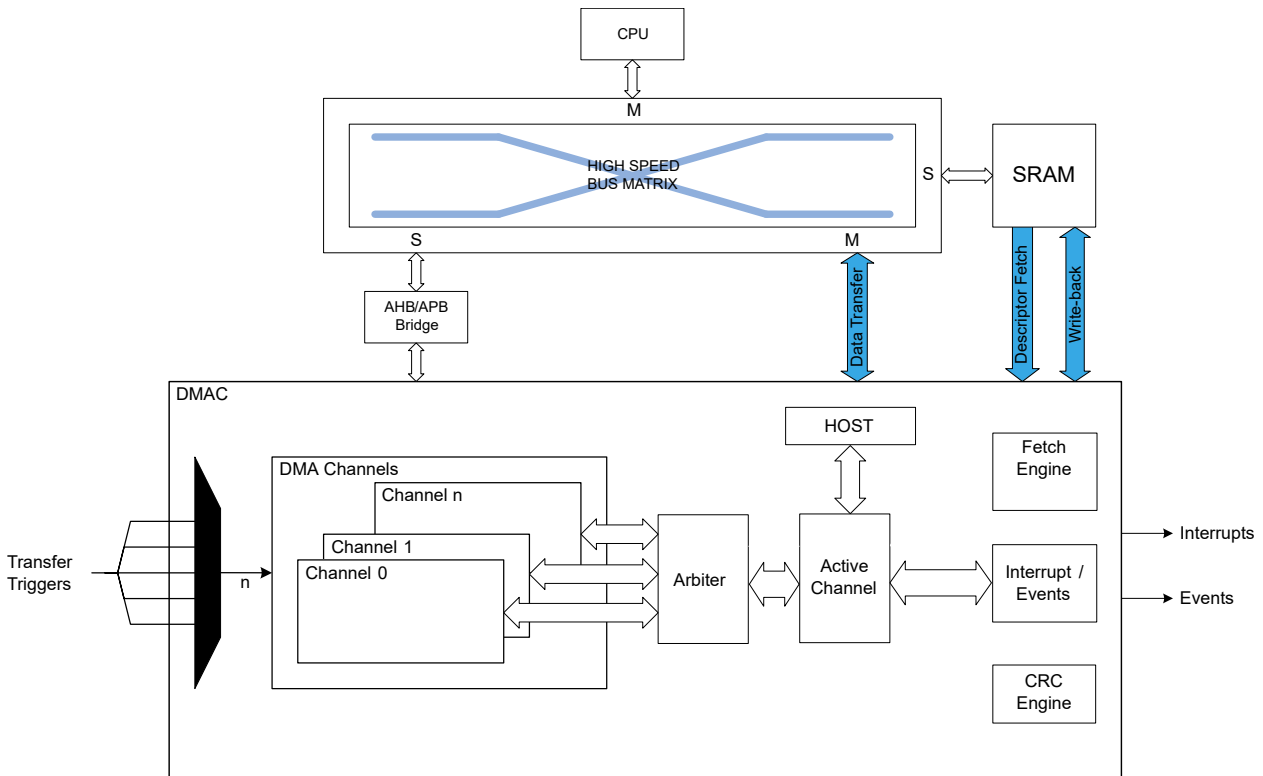 CPU
M
HIGH SPEED
BUS MATRIX
S
SRAM
S
M
AHB/APB
Bridge
Data Transfer
Descriptor Fetch
Write-back
DMAC
HOST
Fetch
Engine
DMA Channels
Channel n
Channel 1
Channel 0
Transfer
Triggers
n
Arbiter
Active
Channel
Interrupt /
Events
Interrupts
Events
CRC
Engine